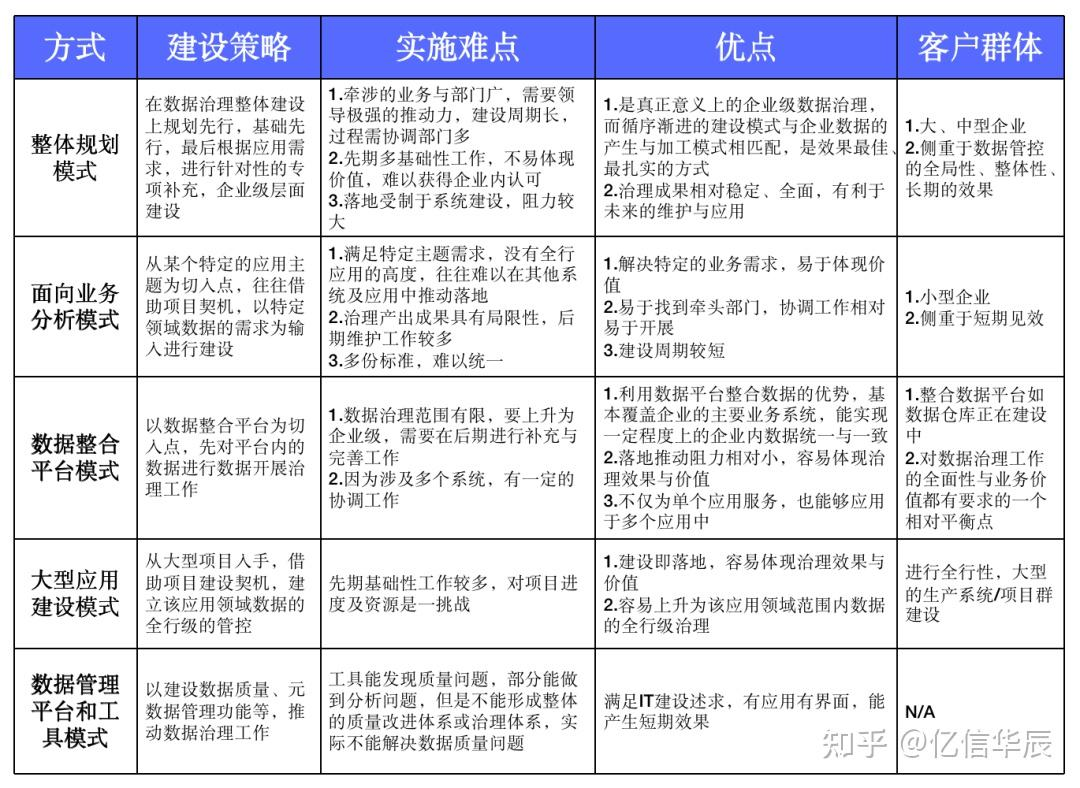 方式
建设策略
实施难点
优点
客户群体
整体规划
模式
在数据治理整体建设
上规划先行，基础先
行，最后根据应用需
求，进行针对性的专
项补充，企业级层面
建设
1.牵涉的业务与部门广，需要领
导极强的推动力，建设周期长，
过程需协调部门多
2.先期多基础性工作，不易体现
价值，难以获得企业内认可
3.落地受制于系统建设，阻力较
大
1.是真正意义上的企业级数据治理，
而循序渐进的建设模式与企业数据的
产生与加工模式相匹配，是效果最佳、
最扎实的方式
2.治理成果相对稳定、全面，有利于
未来的维护与应用
1.大、中型企业
2.侧重于数据管控
的全局性、整体性、
长期的效果
面向业务
分析模式
从某个特定的应用主
题为切入点，往往借
助项目契机，以特定
领域数据的需求为输
入进行建设
1.满足特定主题需求，没有全行
应用的高度，往往难以在其他系
统及应用中推动落地
2.治理产出成果具有局限性，后
期维护工作较多
3.多份标准，难以统一
1.解决特定的业务需求，易于体现价
值
2.易于找到牵头部门，协调工作相对
易于开展
3.建设周期较短
1.小型企业
2.侧重于短期见效
数据整合
平台模式
以数据整合平台为切
入点，先对平台内的
数据进行数据开展治
理工作
1.数据治理范围有限，要上升为
企业级，需要在后期进行补充与
完善工作
2.因为涉及多个系统，有一定的
协调工作
1.利用数据平台整合数据的优势，基
本覆盖企业的主要业务系统，能实现
一定程度上的企业内数据统一与一致
2.落地推动阻力相对小，容易体现治
理效果与价值
3.不仅为单个应用服务，也能够应用
于多个应用中
1.整合数据平台如
数据仓库正在建设
中
2.对数据治理工作
的全面性与业务价
值都有要求的一个
相对平衡点
大型应用
建设模式
从大型项目入手，借
助项目建设契机，建
立该应用领域数据的
全行级的管控
先期基础性工作较多，对项目进
度及资源是一挑战
1.建设即落地，容易体现治理效果与
价值
2.容易上升为该应用领域范围内数据
的全行级治理
进行全行性，大型
的生产系统/项目群
建设
数据管理
平台和工
具模式
以建设数据质量、元
数据管理功能等，推
动数据治理工作
工具能发现质量问题，部分能做
到分析问题，但是不能形成整体
的质量改进体系或治理体系，实
际不能解决数据质量问题
满足IT建设述求，有应用有界面，能
产生短期效果
N/A
知乎 @亿信华辰